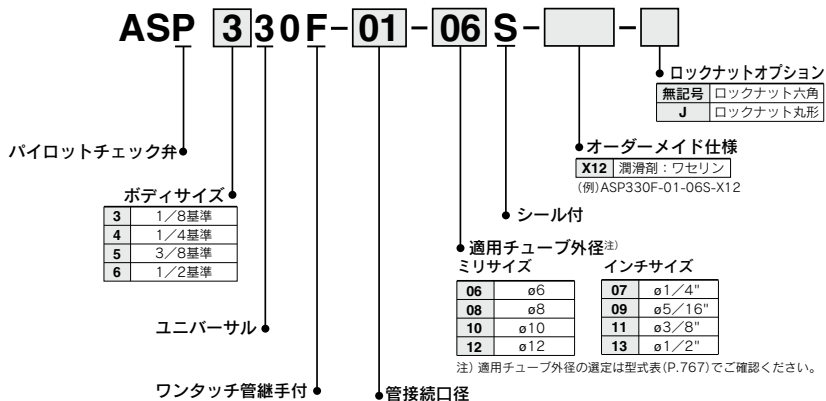 ASP 3 3 0 F - 01 - 06 S -
ロックナットオプション
無記号 ロックナット六角
J ロックナット丸形
パイロットチェック弁
オーダーメイド仕様
X12 潤滑剤:ワセリン
(例)ASP330F-01-06S-X12
ボディサイズ
3 1/8基準
4 1/4基準
5 3/8基準
6 1/2基準
シール付
適用チューブ外径注)
ミリサイズ
06 ø6
08 ø8
10 ø10
12 ø12
インチサイズ
07 ø1/4"
09 ø5/16"
11 ø3/8"
13 ø1/2"
注) 適用チューブ外径の選定は型式表(P.767)でご確認ください。
ユニバーサル
ワンタッチ管継手付
管接続口径